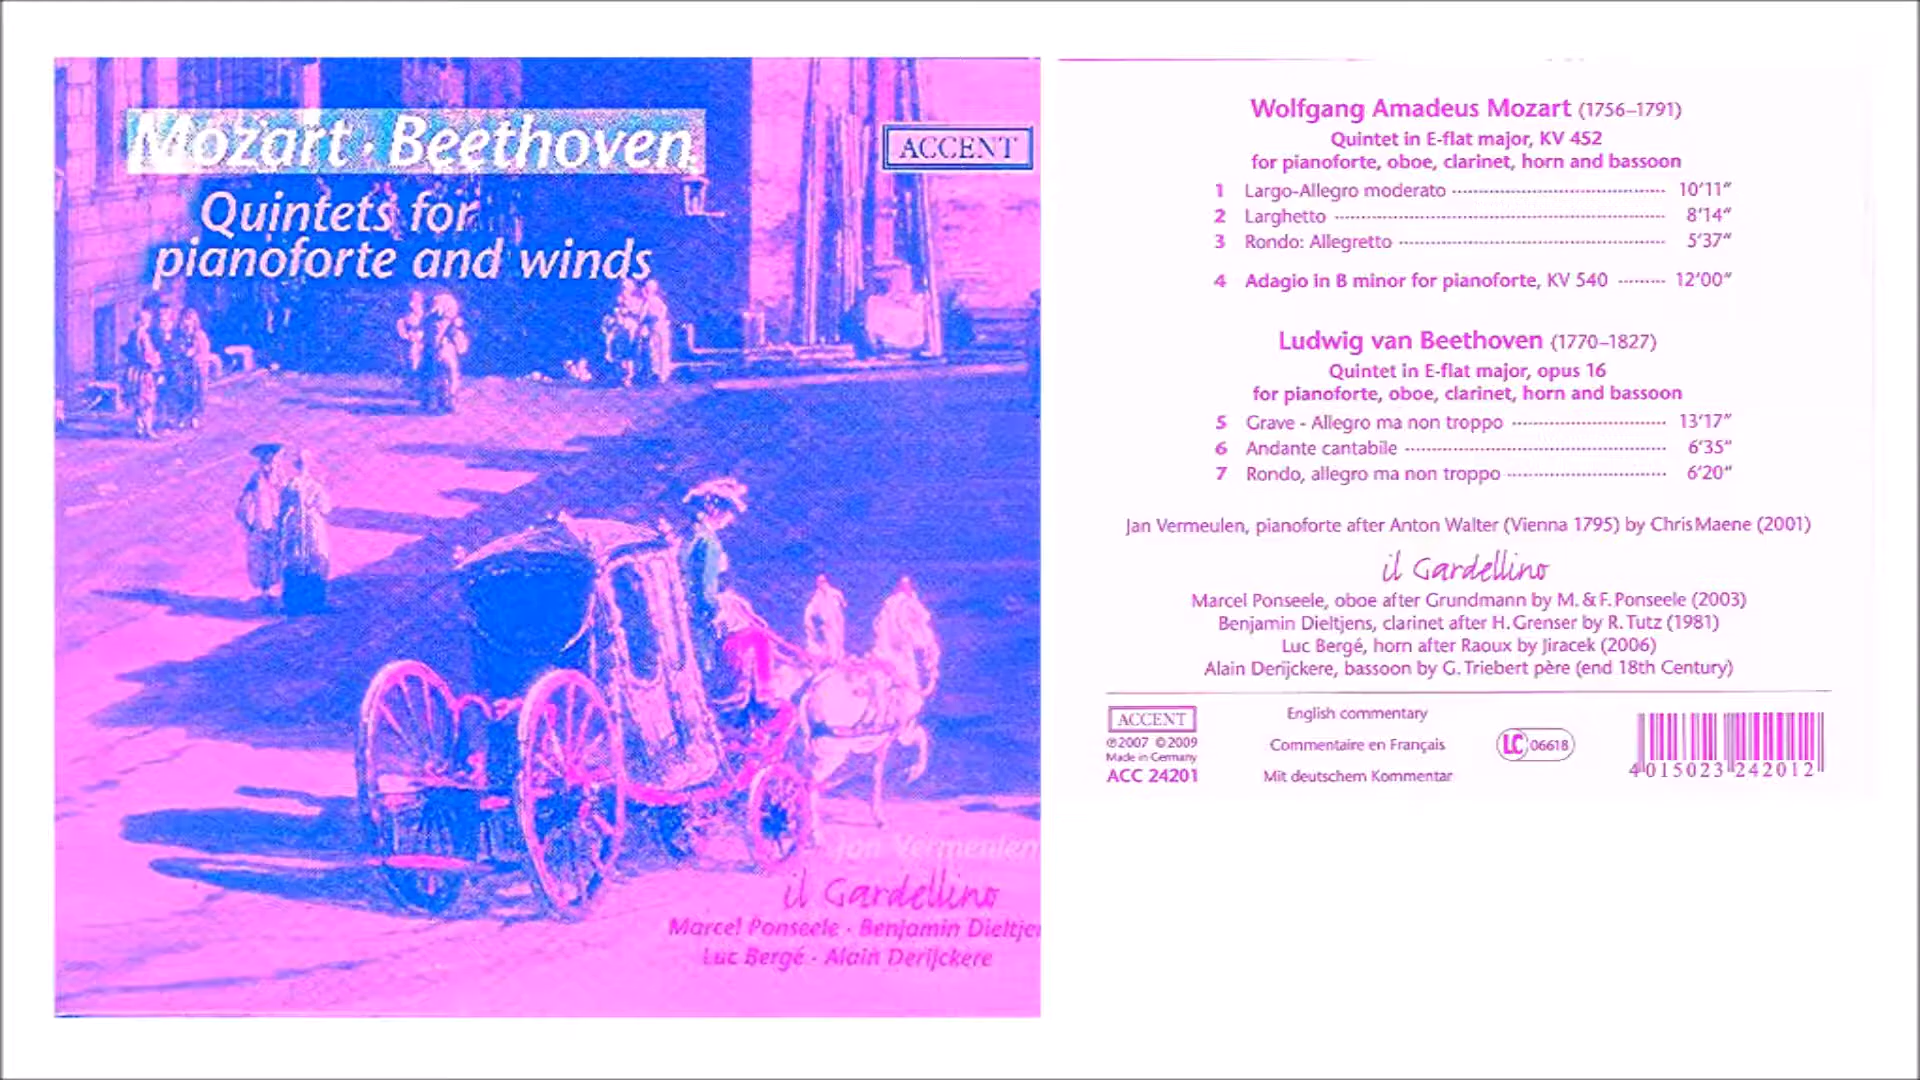 Mozart · Beethoven
ACCENT
Quintets for
pianoforte and winds
Jan Vermeulen
il Gardellino
Marcel Ponseele · Benjamin Dieltje
Luc Bergé · Alain Derijckere
Wolfgang Amadeus Mozart (1756–1791)
Quintet in E-flat major, KV 452
for pianoforte, oboe, clarinet, horn and bassoon
1 Largo-Allegro moderato 10'11"
2 Larghetto 8'14"
3 Rondo: Allegretto 5'37"
4 Adagio in B minor for pianoforte, KV 540 12'00"
Ludwig van Beethoven (1770–1827)
Quintet in E-flat major, opus 16
for pianoforte, oboe, clarinet, horn and bassoon
5 Grave - Allegro ma non troppo 13'17"
6 Andante cantabile 6'35"
7 Rondo, allegro ma non troppo 6'20"
Jan Vermeulen, pianoforte after Anton Walter (Vienna 1795) by Chris Maene (2001)
il Gardellino
Marcel Ponseele, oboe after Grundmann by M. & F. Ponseele (2003)
Benjamin Dieltjens, clarinet after H. Grenser by R. Tutz (1981)
Luc Bergé, horn after Raoux by Jiracek (2006)
Alain Derijckere, bassoon by G. Triebert père (end 18th Century)
ACCENT
℗ 2007 © 2009
Made in Germany
ACC 24201
English commentary
Commentaire en Français
Mit deutschem Kommentar
LC 06618
4 015023 242012